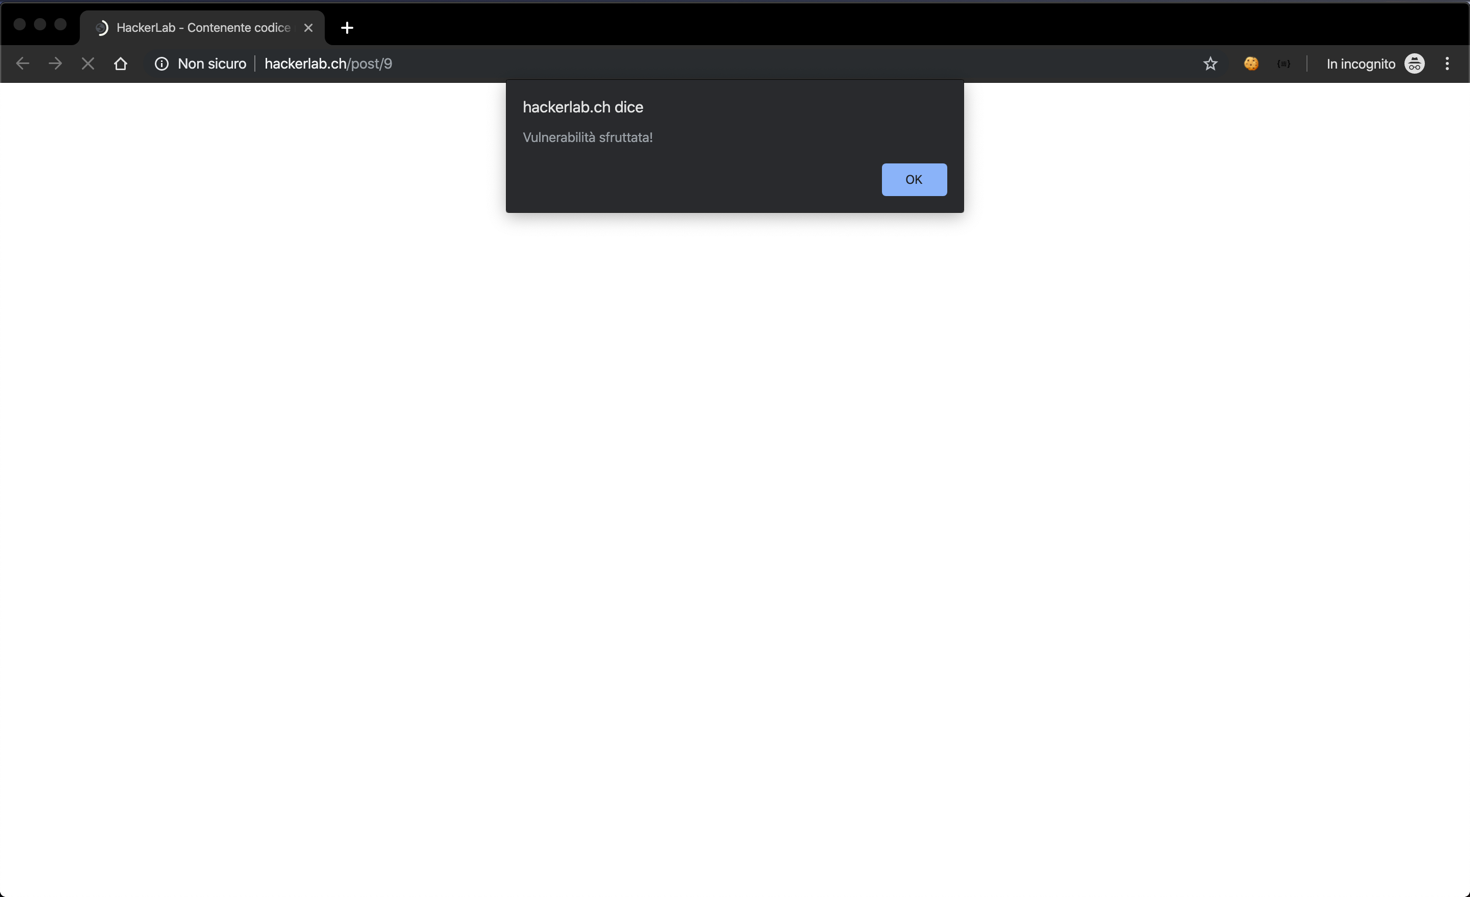 HackerLab - Contenente codice
Non sicuro
hackerlab.ch/post/9
In incognito
hackerlab.ch dice
Vulnerabilità sfruttata!
OK